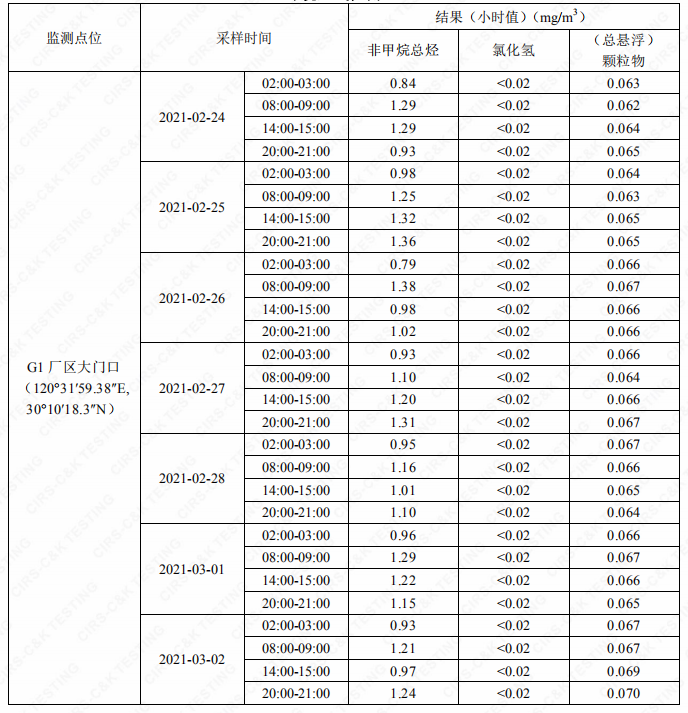 监测点位 采样时间 结果（小时值）(mg/m³)
非甲烷总烃 氯化氢 （总悬浮）颗粒物
G1 厂区大门口
（120°31′59.38″E,
30°10′18.3″N）
2021-02-24
02:00-03:00 0.84 <0.02 0.063
08:00-09:00 1.29 <0.02 0.062
14:00-15:00 1.29 <0.02 0.064
20:00-21:00 0.93 <0.02 0.065
2021-02-25
02:00-03:00 0.98 <0.02 0.064
08:00-09:00 1.25 <0.02 0.063
14:00-15:00 1.32 <0.02 0.065
20:00-21:00 1.36 <0.02 0.065
2021-02-26
02:00-03:00 0.79 <0.02 0.066
08:00-09:00 1.38 <0.02 0.067
14:00-15:00 0.98 <0.02 0.066
20:00-21:00 1.02 <0.02 0.066
2021-02-27
02:00-03:00 0.93 <0.02 0.066
08:00-09:00 1.10 <0.02 0.064
14:00-15:00 1.20 <0.02 0.066
20:00-21:00 1.31 <0.02 0.067
2021-02-28
02:00-03:00 0.95 <0.02 0.067
08:00-09:00 1.16 <0.02 0.066
14:00-15:00 1.01 <0.02 0.065
20:00-21:00 1.10 <0.02 0.064
2021-03-01
02:00-03:00 0.96 <0.02 0.066
08:00-09:00 1.29 <0.02 0.067
14:00-15:00 1.22 <0.02 0.066
20:00-21:00 1.15 <0.02 0.065
2021-03-02
02:00-03:00 0.93 <0.02 0.067
08:00-09:00 1.21 <0.02 0.067
14:00-15:00 0.97 <0.02 0.069
20:00-21:00 1.24 <0.02 0.070
CIRS-C&K TESTING